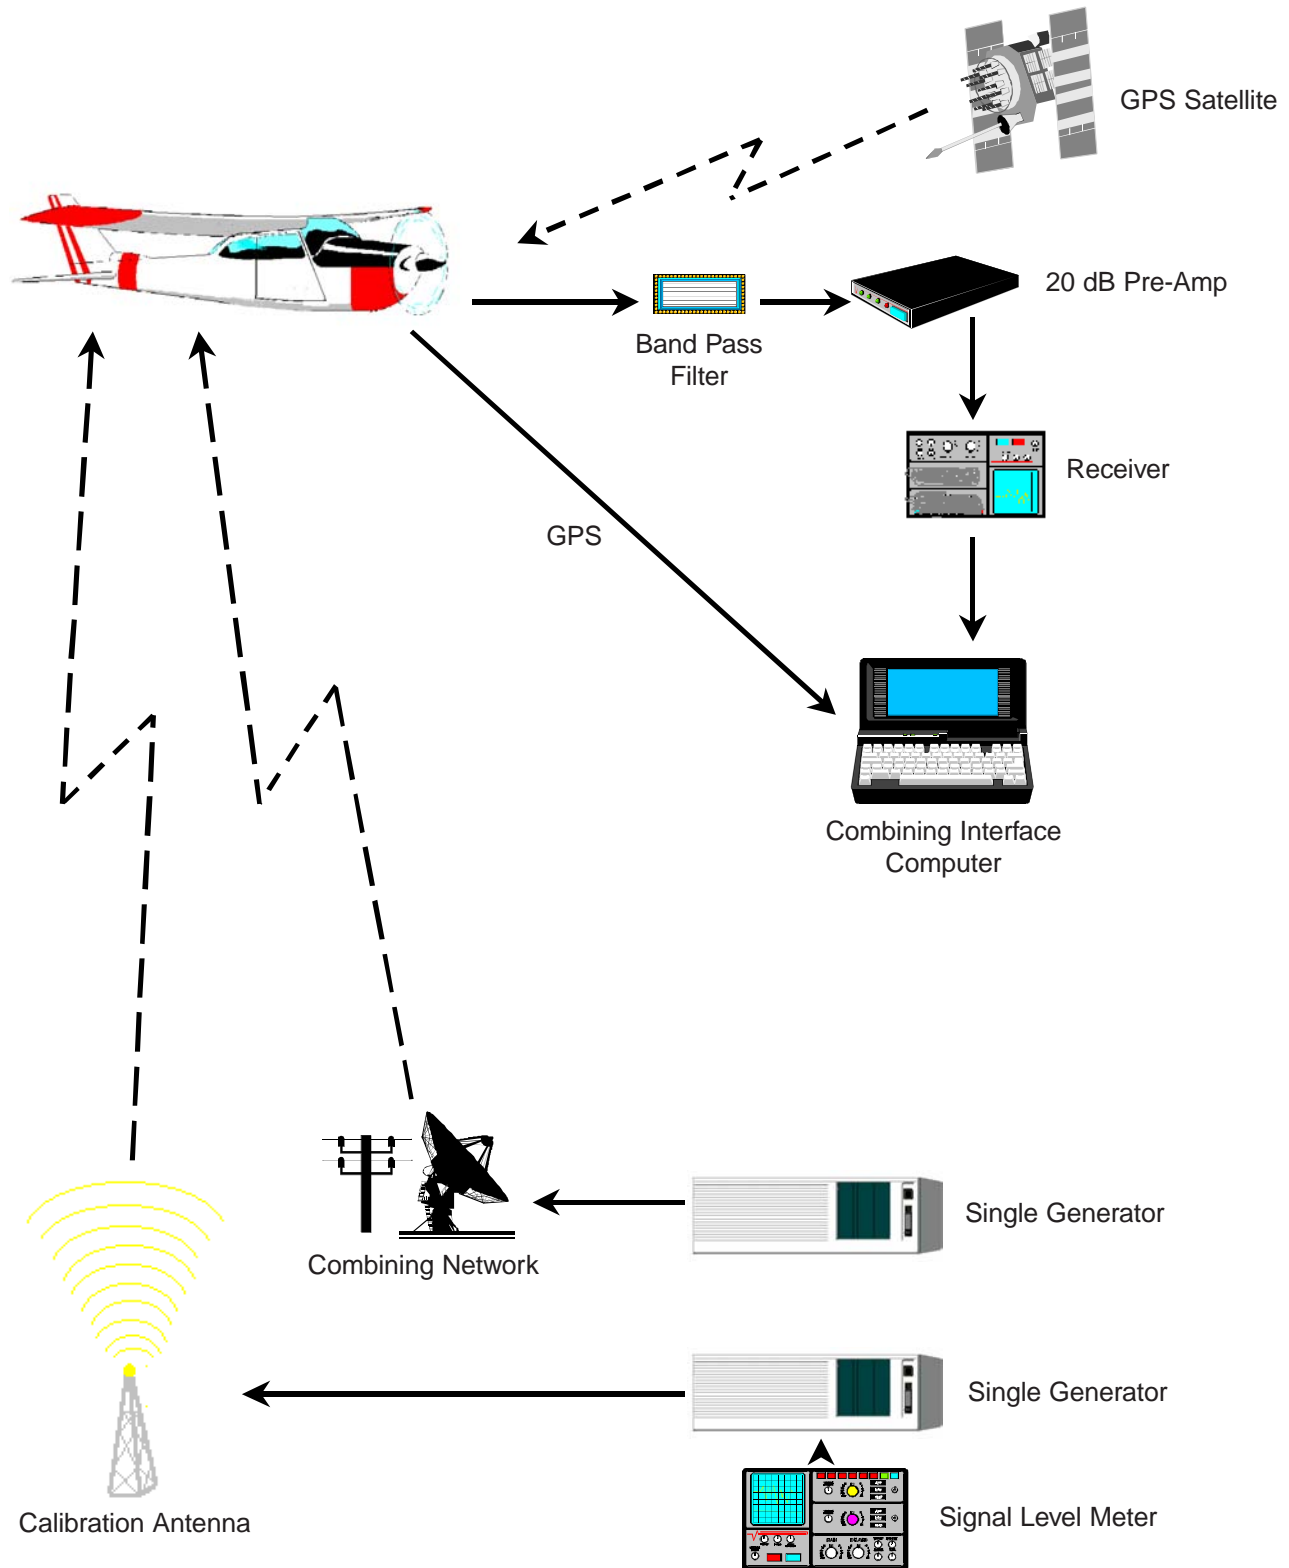 GPS Satellite
20 dB Pre-Amp
Band Pass
Filter
Receiver
GPS
Combining Interface
Computer
Single Generator
Combining Network
Single Generator
Signal Level Meter
Calibration Antenna